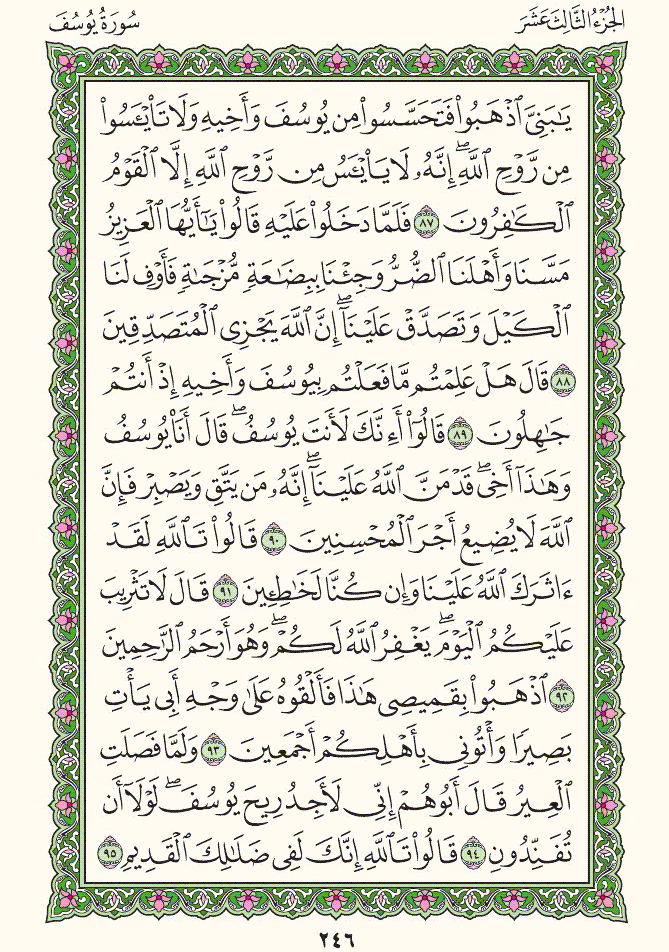 الجزء الثالث عشر
سورة يوسف
يَـٰبَنِىَّ ٱذْهَبُوا۟ فَتَحَسَّسُوا۟ مِن يُوسُفَ وَأَخِيهِ وَلَا تَا۟يْـَٔسُوا۟
مِن رَّوْحِ ٱللَّهِ ۖ إِنَّهُۥ لَا يَا۟يْـَٔسُ مِن رَّوْحِ ٱللَّهِ إِلَّا ٱلْقَوْمُ
ٱلْكَـٰفِرُونَ ٨٧ فَلَمَّا دَخَلُوا۟ عَلَيْهِ قَالُوا۟ يَـٰٓأَيُّهَا ٱلْعَزِيزُ
مَسَّنَا وَأَهْلَنَا ٱلضُّرُّ وَجِئْنَا بِبِضَـٰعَةٍ مُّزْجَىٰةٍ فَأَوْفِ لَنَا
ٱلْكَيْلَ وَتَصَدَّقْ عَلَيْنَآ ۖ إِنَّ ٱللَّهَ يَجْزِى ٱلْمُتَصَدِّقِينَ
٨٨ قَالَ هَلْ عَلِمْتُم مَّا فَعَلْتُم بِيُوسُفَ وَأَخِيهِ إِذْ أَنتُمْ
جَـٰهِلُونَ ٨٩ قَالُوٓا۟ أَءِنَّكَ لَأَنتَ يُوسُفُ ۖ قَالَ أَنَا۠ يُوسُفُ
وَهَـٰذَآ أَخِى ۖ قَدْ مَنَّ ٱللَّهُ عَلَيْنَآ ۖ إِنَّهُۥ مَن يَتَّقِ وَيَصْبِرْ فَإِنَّ
ٱللَّهَ لَا يُضِيعُ أَجْرَ ٱلْمُحْسِنِينَ ٩٠ قَالُوا۟ تَٱللَّهِ لَقَدْ
ءَاثَرَكَ ٱللَّهُ عَلَيْنَا وَإِن كُنَّا لَخَـٰطِـِٔينَ ٩١ قَالَ لَا تَثْرِيبَ
عَلَيْكُمُ ٱلْيَوْمَ ۖ يَغْفِرُ ٱللَّهُ لَكُمْ ۖ وَهُوَ أَرْحَمُ ٱلرَّٰحِمِينَ
٩٢ ٱذْهَبُوا۟ بِقَمِيصِى هَـٰذَا فَأَلْقُوهُ عَلَىٰ وَجْهِ أَبِى يَأْتِ
بَصِيرًا وَأْتُونِى بِأَهْلِكُمْ أَجْمَعِينَ ٩٣ وَلَمَّا فَصَلَتِ
ٱلْعِيرُ قَالَ أَبُوهُمْ إِنِّى لَأَجِدُ رِيحَ يُوسُفَ ۖ لَوْلَآ أَن
تُفَنِّدُونِ ٩٤ قَالُوا۟ تَٱللَّهِ إِنَّكَ لَفِى ضَلَـٰلِكَ ٱلْقَدِيمِ ٩٥
٢٤٦